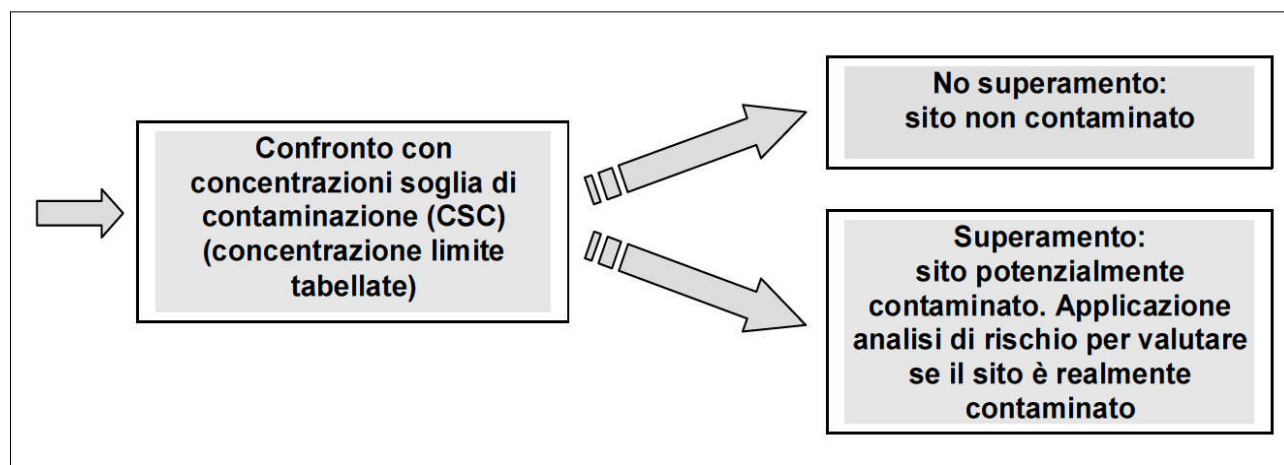 Confronto con
concentrazioni soglia di
contaminazione (CSC)
(concentrazione limite
tabellate)
No superamento:
sito non contaminato
Superamento:
sito potenzialmente
contaminato. Applicazione
analisi di rischio per valutare
se il sito è realmente
contaminato